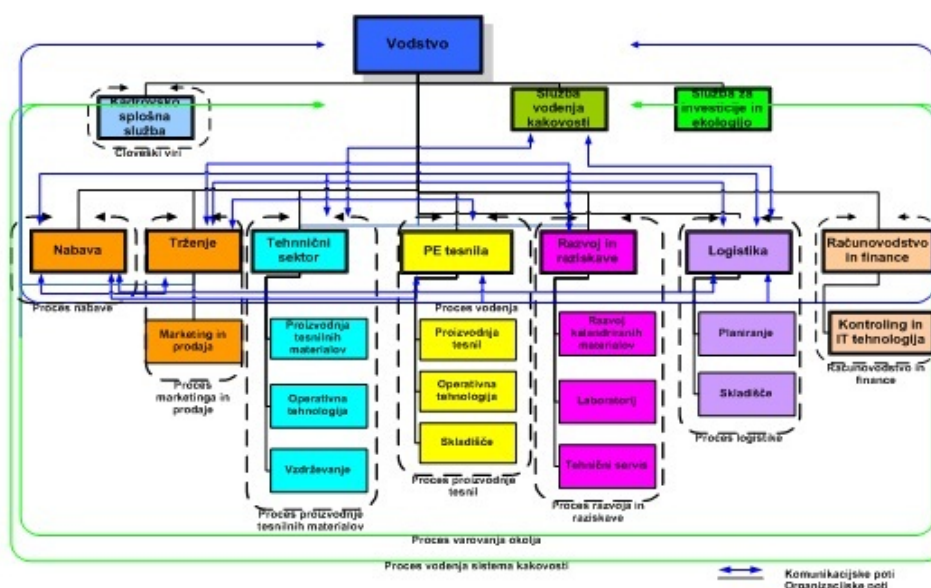 Vodstvo
Kadrovsko
splošna
služba
Človeški viri
Služba
vodenja
kakovosti
Služba za
investicije in
ekologijo
Nabava
Trženje
Tehnnični
sektor
PE tesnila
Razvoj in
raziskave
Logistika
Računovodstvo
in finance
Proces nabave
Proces vodenja
Marketing in
prodaja
Proizvodnja
tesnilnih
materialov
Proizvodnja
tesnil
Razvoj
kalandriranih
materialov
Planiranje
Kontroling in
IT tehnologija
Proces
marketinga in
prodaje
Računovodstvo in
finance
Operativna
tehnologija
Operativna
tehnologija
Laboratorij
Skladišče
Proces logistike
Vzdrževanje
Skladišče
Tehnični servis
Proces proizvodnje
tesnil
Proces proizvodnje
tesnilnih materialov
Proces razvoja in
raziskave
Proces varovanja okolja
Proces vodenja sistema kakovosti
Komunikacijske poti
Organizacijske poti